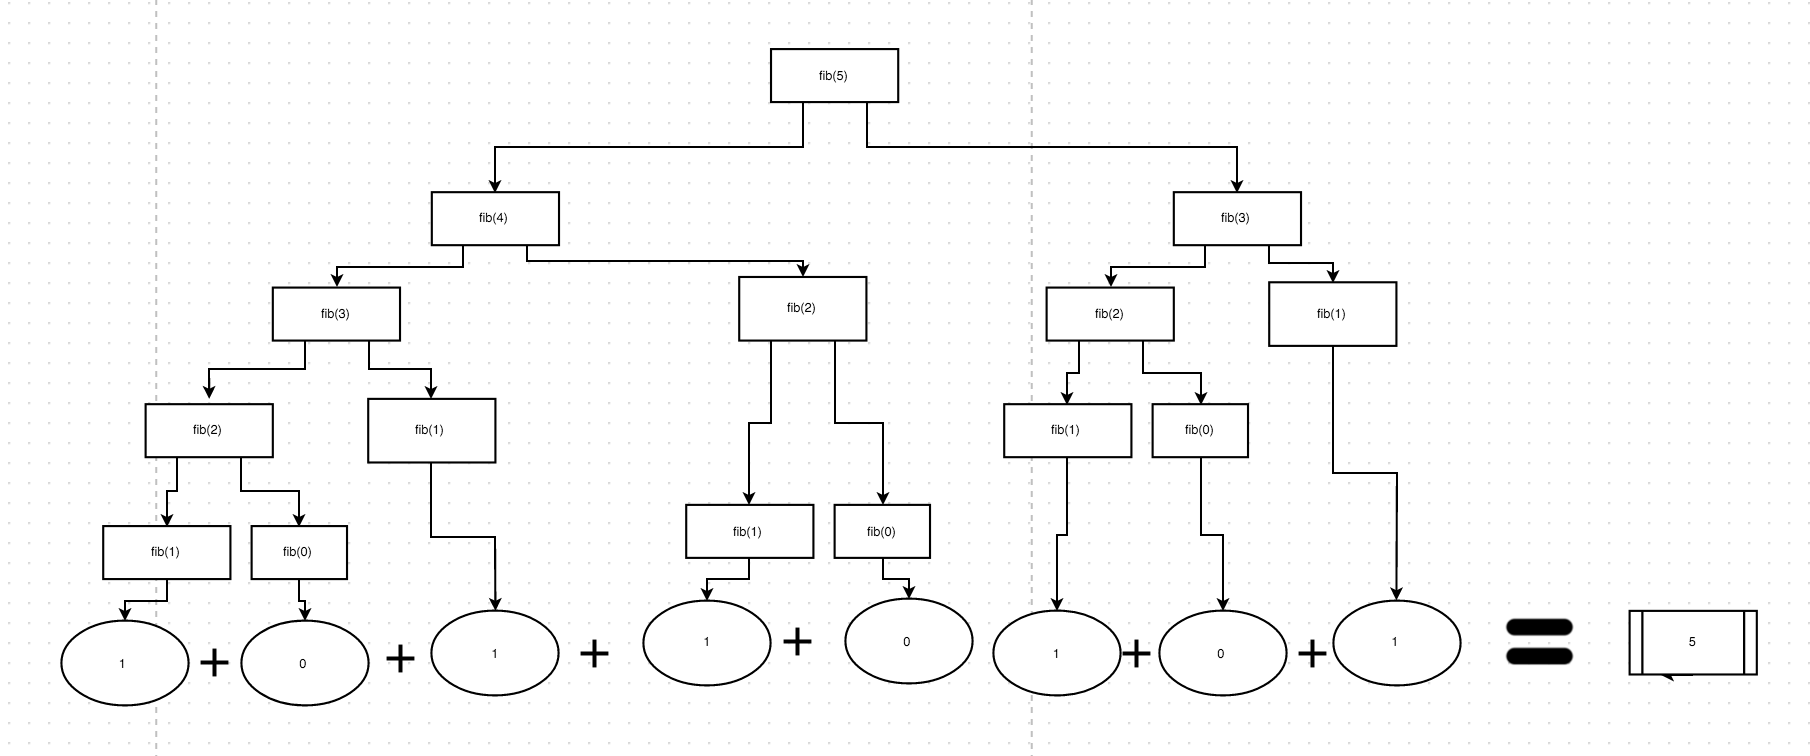 fib(5)
fib(4)
fib(3)
fib(3)
fib(2)
fib(2)
fib(1)
fib(2)
fib(1)
fib(1)
fib(0)
fib(1)
fib(0)
fib(1)
fib(0)
1 + 0 + 1 + 1 + 0 1 + 0 + 1 = 5